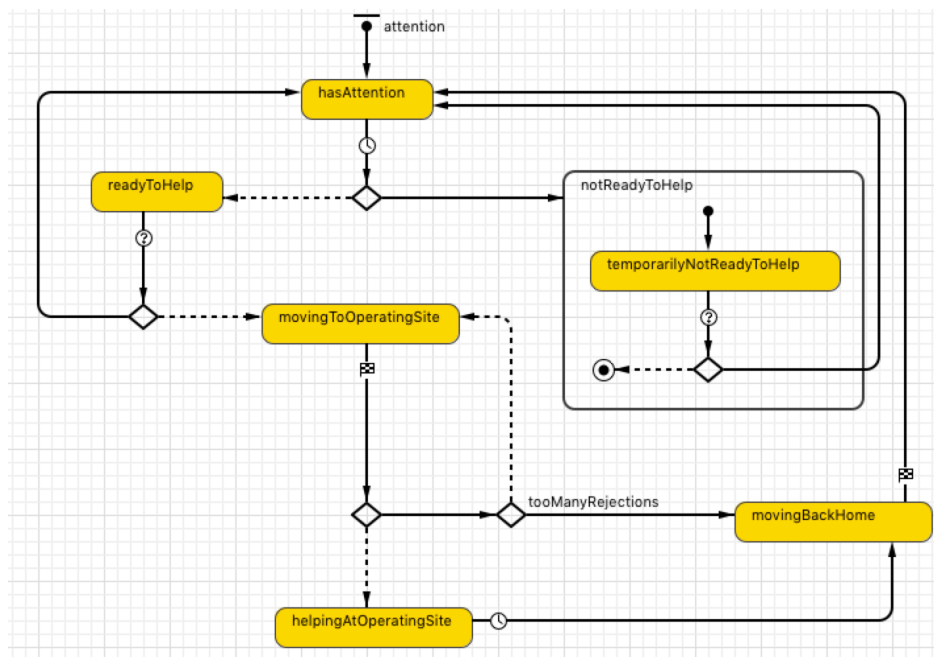 attention
hasAttention
readyToHelp
notReadyToHelp
temporarilyNotReadyToHelp
movingToOperatingSite
tooManyRejections
movingBackHome
helpingAtOperatingSite